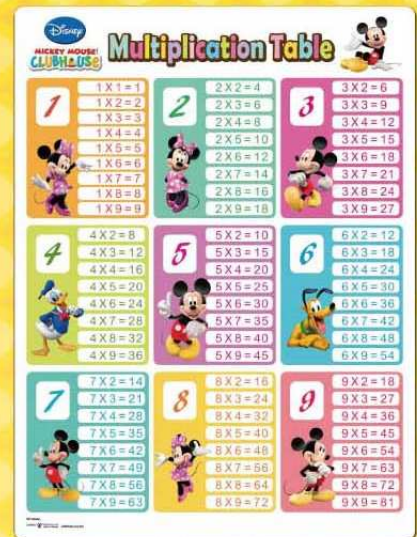 Disney
MICKEY MOUSE
CLUBHOUSE
Multiplication Table
1
1 X 1 = 1
1 X 2 = 2
1 X 3 = 3
1 X 4 = 4
1 X 5 = 5
1 X 6 = 6
1 X 7 = 7
1 X 8 = 8
1 X 9 = 9
2
2 X 2 = 4
2 X 3 = 6
2 X 4 = 8
2 X 5 = 10
2 X 6 = 12
2 X 7 = 14
2 X 8 = 16
2 X 9 = 18
3
3 X 2 = 6
3 X 3 = 9
3 X 4 = 12
3 X 5 = 15
3 X 6 = 18
3 X 7 = 21
3 X 8 = 24
3 X 9 = 27
4
4 X 2 = 8
4 X 3 = 12
4 X 4 = 16
4 X 5 = 20
4 X 6 = 24
4 X 7 = 28
4 X 8 = 32
4 X 9 = 36
5
5 X 2 = 10
5 X 3 = 15
5 X 4 = 20
5 X 5 = 25
5 X 6 = 30
5 X 7 = 35
5 X 8 = 40
5 X 9 = 45
6
6 X 2 = 12
6 X 3 = 18
6 X 4 = 24
6 X 5 = 30
6 X 6 = 36
6 X 7 = 42
6 X 8 = 48
6 X 9 = 54
7
7 X 2 = 14
7 X 3 = 21
7 X 4 = 28
7 X 5 = 35
7 X 6 = 42
7 X 7 = 49
7 X 8 = 56
7 X 9 = 63
8
8 X 2 = 16
8 X 3 = 24
8 X 4 = 32
8 X 5 = 40
8 X 6 = 48
8 X 7 = 56
8 X 8 = 64
8 X 9 = 72
9
9 X 2 = 18
9 X 3 = 27
9 X 4 = 36
9 X 5 = 45
9 X 6 = 54
9 X 7 = 63
9 X 8 = 72
9 X 9 = 81